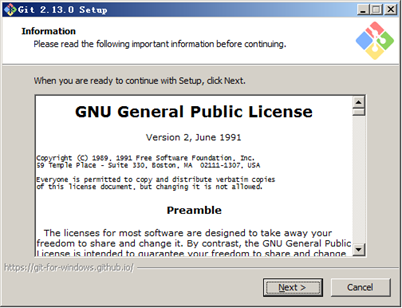 Git 2.13.0 Setup
Information
Please read the following important information before continuing.
When you are ready to continue with Setup, click Next.
GNU General Public License
Version 2, June 1991
Copyright (C) 1989, 1991 Free Software Foundation, Inc.
59 Temple Place - Suite 330, Boston, MA  02111-1307, USA
Everyone is permitted to copy and distribute verbatim copies
of this license document, but changing it is not allowed.
Preamble
The licenses for most software are designed to take away your
freedom to share and change it. By contrast, the GNU General Public
License is intended to guarantee your freedom to share and change
https://git-for-windows.github.io/
Next >
Cancel